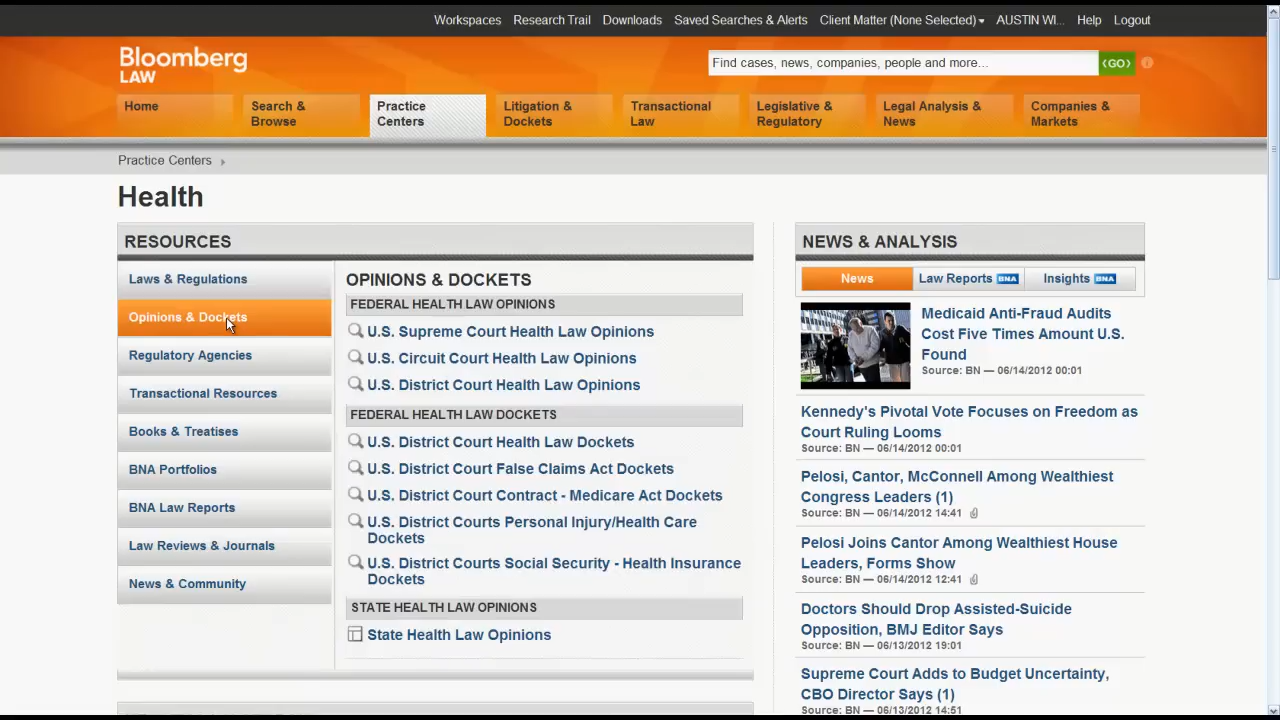 Workspaces Research Trail Downloads Saved Searches & Alerts Client Matter (None Selected) AUSTIN WI... Help Logout
Bloomberg
LAW
Find cases, news, companies, people and more...
‹GO›
Home
Search &
Browse
Practice
Centers
Litigation &
Dockets
Transactional
Law
Legislative &
Regulatory
Legal Analysis &
News
Companies &
Markets
Practice Centers
Health
RESOURCES
Laws & Regulations
Opinions & Dockets
Regulatory Agencies
Transactional Resources
Books & Treatises
BNA Portfolios
BNA Law Reports
Law Reviews & Journals
News & Community
OPINIONS & DOCKETS
FEDERAL HEALTH LAW OPINIONS
U.S. Supreme Court Health Law Opinions
U.S. Circuit Court Health Law Opinions
U.S. District Court Health Law Opinions
FEDERAL HEALTH LAW DOCKETS
U.S. District Court Health Law Dockets
U.S. District Court False Claims Act Dockets
U.S. District Court Contract - Medicare Act Dockets
U.S. District Courts Personal Injury/Health Care
Dockets
U.S. District Courts Social Security - Health Insurance
Dockets
STATE HEALTH LAW OPINIONS
State Health Law Opinions
NEWS & ANALYSIS
News
Law Reports BNA
Insights BNA
Medicaid Anti-Fraud Audits
Cost Five Times Amount U.S.
Found
Source: BN — 06/14/2012 00:01
Kennedy's Pivotal Vote Focuses on Freedom as
Court Ruling Looms
Source: BN — 06/14/2012 00:01
Pelosi, Cantor, McConnell Among Wealthiest
Congress Leaders (1)
Source: BN — 06/14/2012 14:41
Pelosi Joins Cantor Among Wealthiest House
Leaders, Forms Show
Source: BN — 06/14/2012 12:41
Doctors Should Drop Assisted-Suicide
Opposition, BMJ Editor Says
Source: BN — 06/13/2012 19:01
Supreme Court Adds to Budget Uncertainty,
CBO Director Says (1)
Source: BN — 06/13/2012 14:51